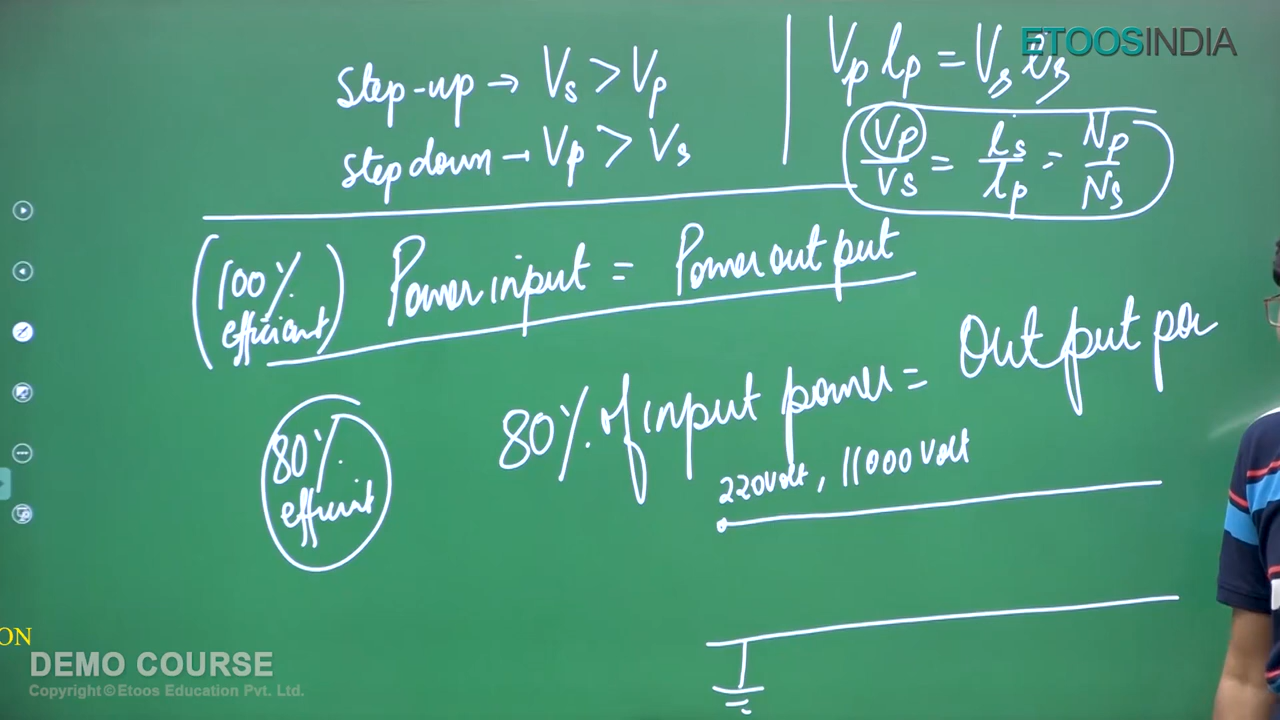 ETOOSINDIA
Step-up → Vs > Vp
Step down → Vp > Vs
Vp ip = Vs is
Vp/Vs = is/ip = Np/Ns
(100% efficient) Power input = Power output
80% efficient
80% of input power = Output po
220 volt, 11000 volt
ON
DEMO COURSE
Copyright © Etoos Education Pvt. Ltd.